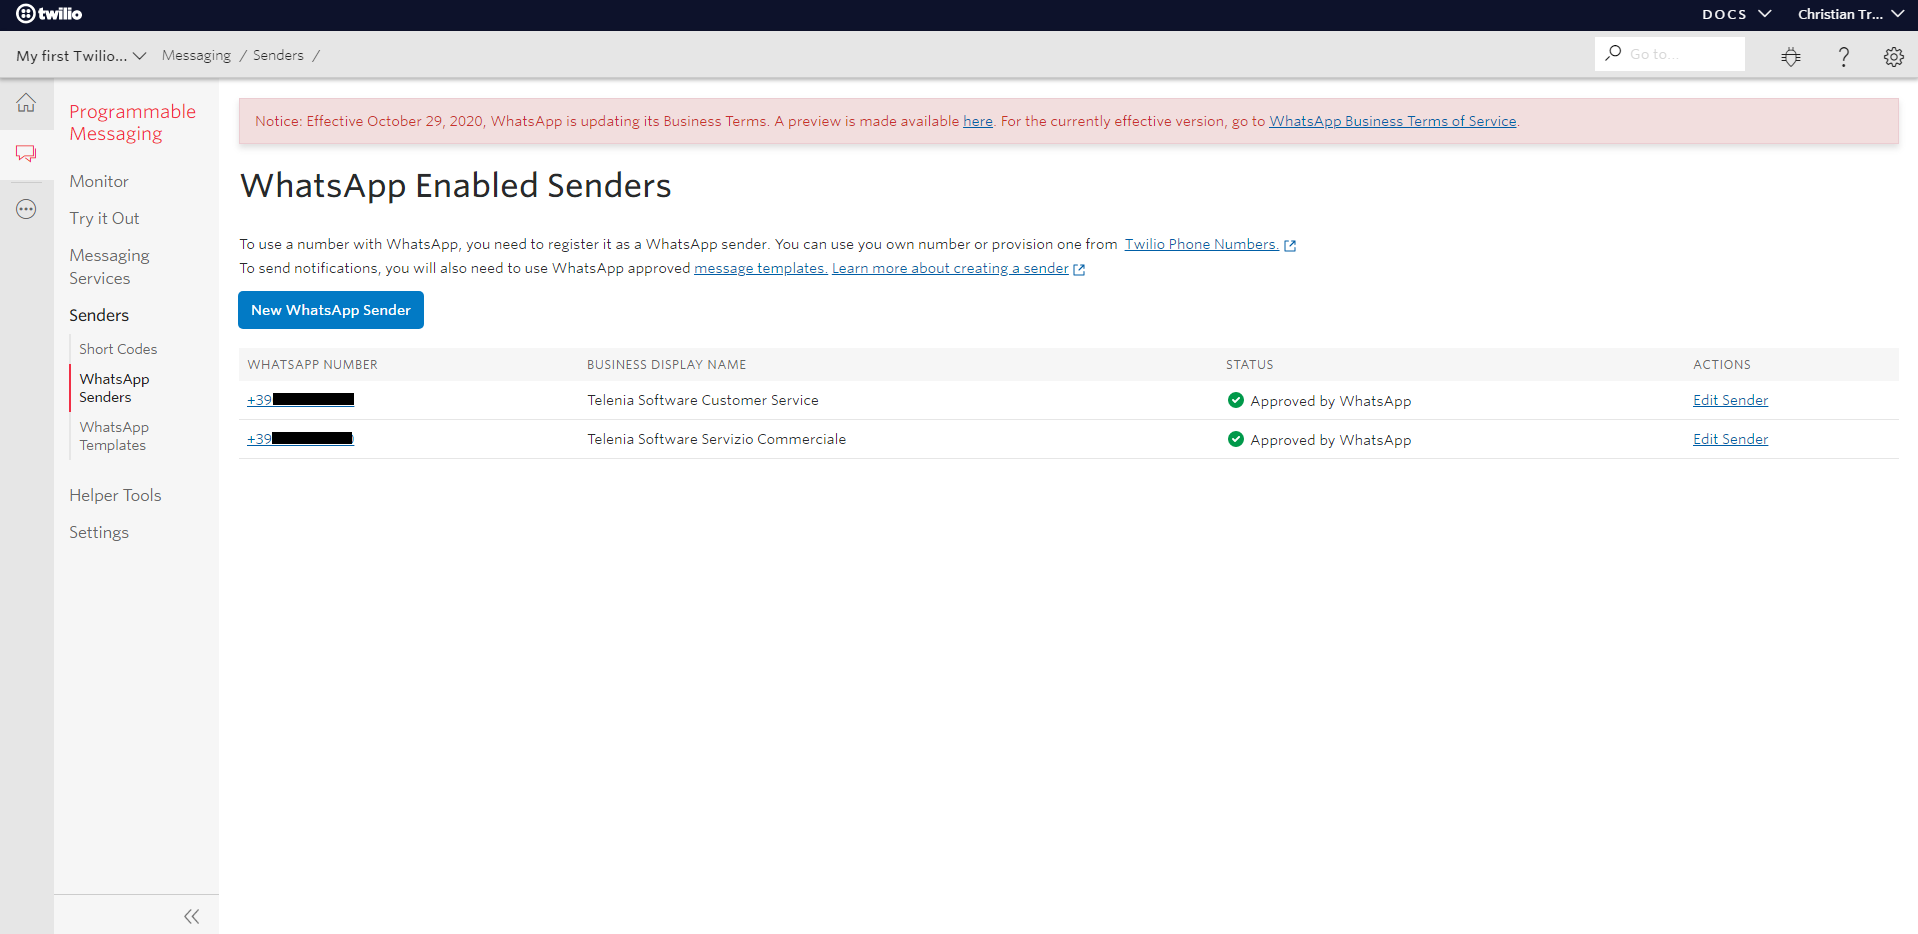 twilio
DOCS
Christian Tr...
My first Twilio...
Messaging / Senders /
Go to...
Programmable
Messaging
Monitor
Try it Out
Messaging
Services
Senders
Short Codes
WhatsApp
Senders
WhatsApp
Templates
Helper Tools
Settings
Notice: Effective October 29, 2020, WhatsApp is updating its Business Terms. A preview is made available here. For the currently effective version, go to WhatsApp Business Terms of Service.
WhatsApp Enabled Senders
To use a number with WhatsApp, you need to register it as a WhatsApp sender. You can use you own number or provision one from Twilio Phone Numbers.
To send notifications, you will also need to use WhatsApp approved message templates. Learn more about creating a sender
New WhatsApp Sender
WHATSAPP NUMBER BUSINESS DISPLAY NAME STATUS ACTIONS
+39 Telenia Software Customer Service Approved by WhatsApp Edit Sender
+39 Telenia Software Servizio Commerciale Approved by WhatsApp Edit Sender